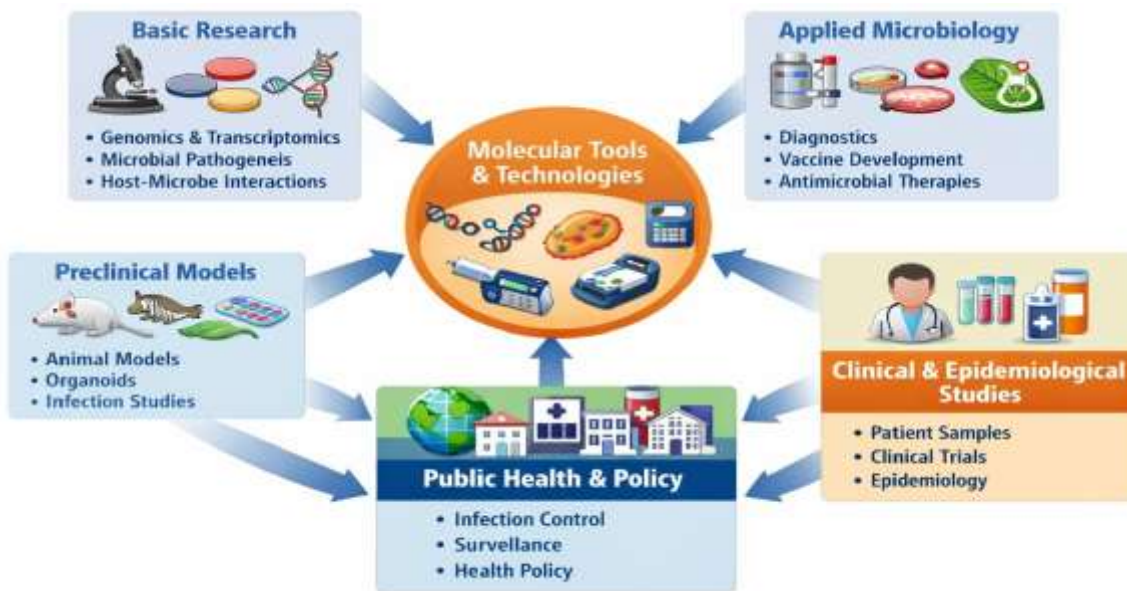 Basic Research
• Genomics & Transcriptomics
• Microbial Pathogeneis
• Host-Microbe Interactions
Applied Microbiology
• Diagnostics
• Vaccine Development
• Antimicrobial Therapies
Molecular Tools
& Technologies
Preclinical Models
• Animal Models
• Organoids
• Infection Studies
Clinical & Epidemiological
Studies
• Patient Samples
• Clinical Trials
• Epidemiology
Public Health & Policy
• Infection Control
• Survellance
• Health Policy